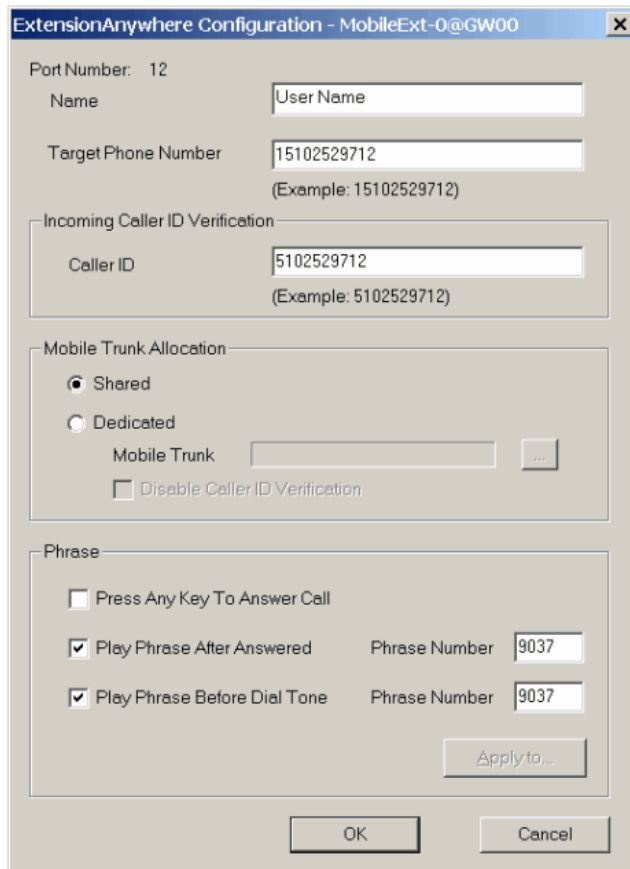 ExtensionAnywhere Configuration - MobileExt-0@GW00
Port Number: 12
Name User Name
Target Phone Number 15102529712
(Example: 15102529712)
Incoming Caller ID Verification
Caller ID 5102529712
(Example: 5102529712)
Mobile Trunk Allocation
Shared
Dedicated
Mobile Trunk ...
Disable Caller ID Verification
Phrase
Press Any Key To Answer Call
Play Phrase After Answered Phrase Number 9037
Play Phrase Before Dial Tone Phrase Number 9037
Apply to...
OK Cancel